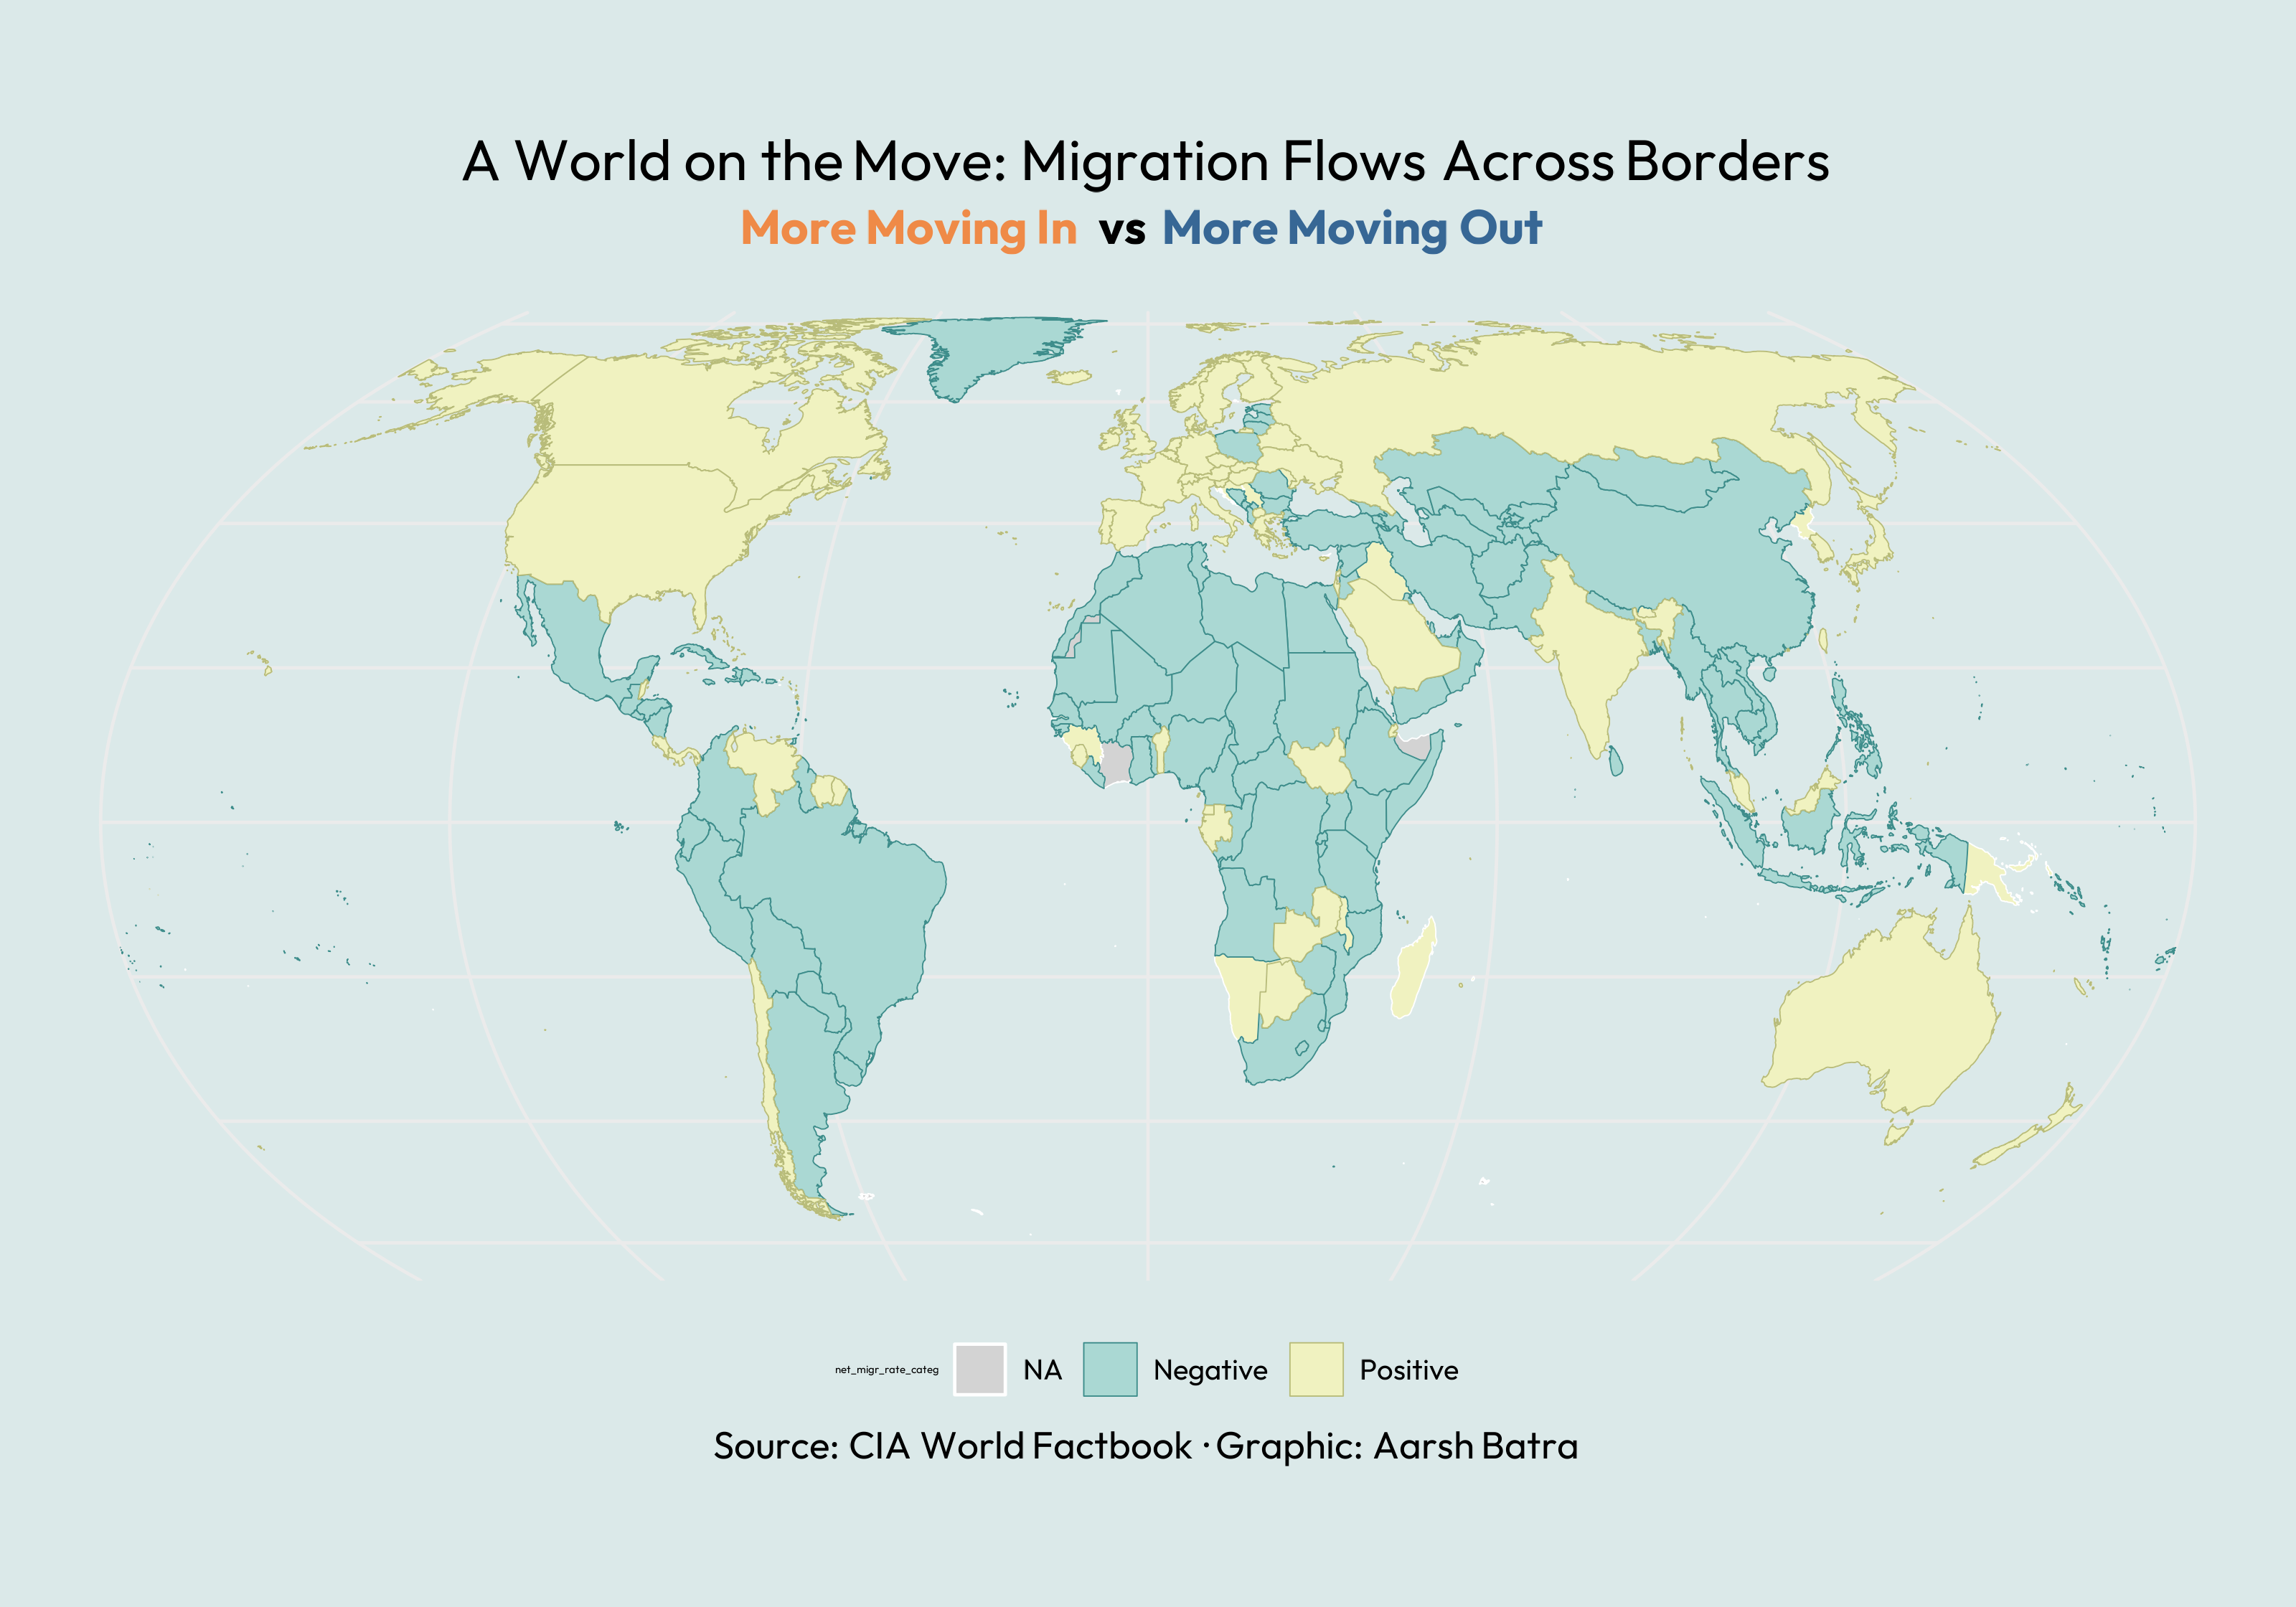 A World on the Move: Migration Flows Across Borders
More Moving In vs More Moving Out
net_migr_rate_categ NA Negative Positive
Source: CIA World Factbook · Graphic: Aarsh Batra